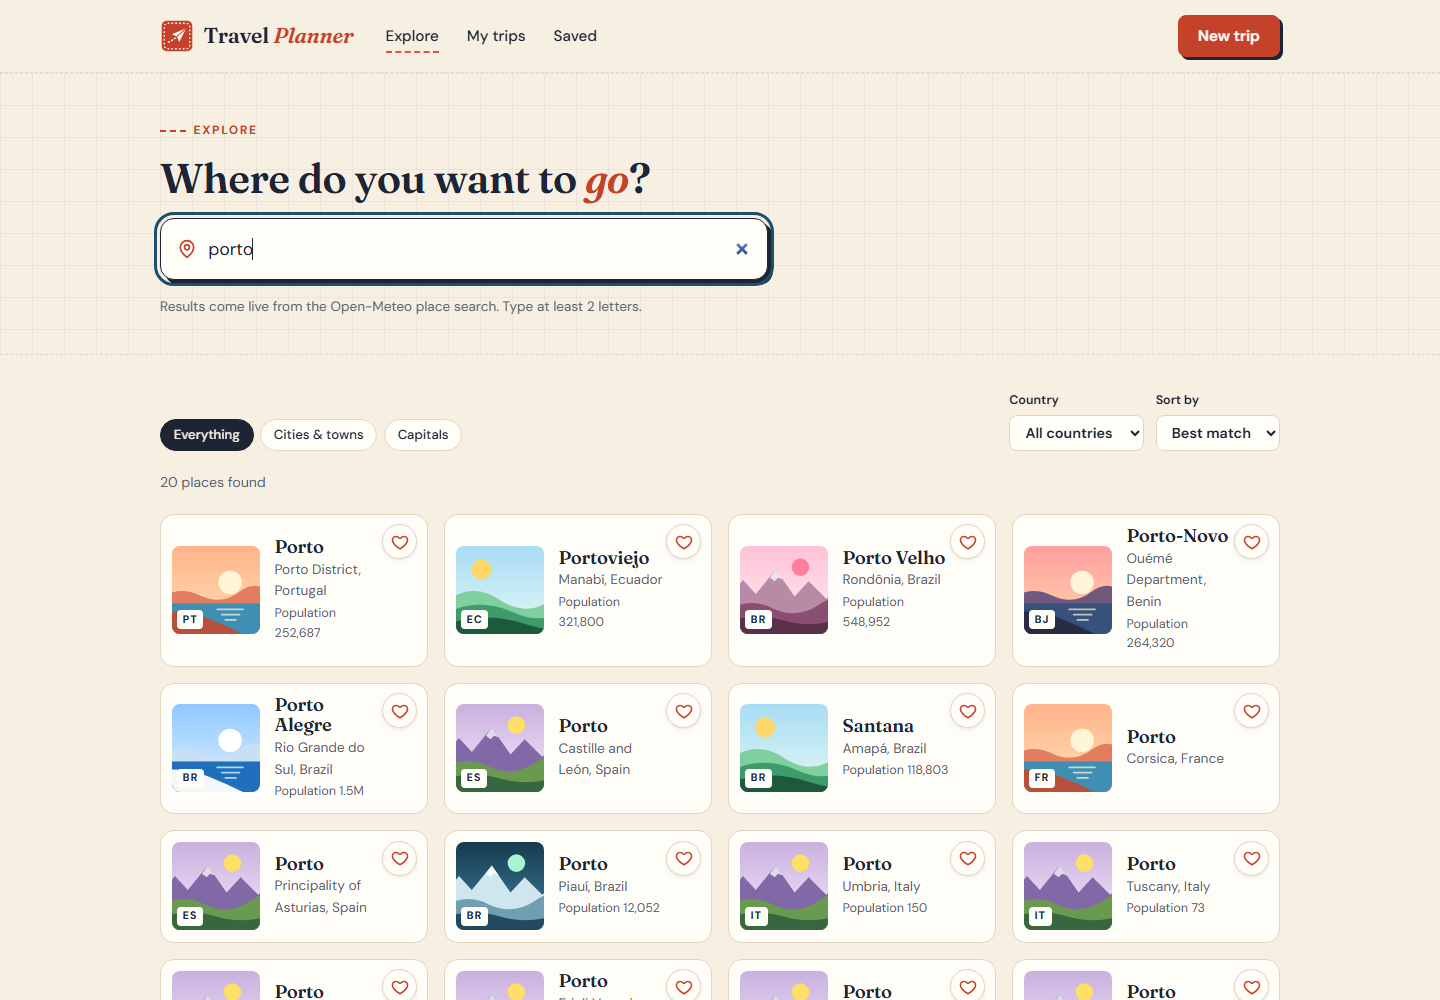 Travel Planner
Explore
My trips
Saved
New trip
EXPLORE
Where do you want to go?
porto
Results come live from the Open-Meteo place search. Type at least 2 letters.
Country
Sort by
Everything
Cities & towns
Capitals
All countries
Best match
20 places found
PT
Porto
Porto District,
Portugal
Population
252,687
EC
Portoviejo
Manabí, Ecuador
Population
321,800
BR
Porto Velho
Rondônia, Brazil
Population
548,952
BJ
Porto-Novo
Ouémé
Department,
Benin
Population
264,320
BR
Porto
Alegre
Rio Grande do
Sul, Brazil
Population 1.5M
ES
Porto
Castille and
León, Spain
BR
Santana
Amapá, Brazil
Population 118,803
FR
Porto
Corsica, France
ES
Porto
Principality of
Asturias, Spain
BR
Porto
Piauí, Brazil
Population 12,052
IT
Porto
Umbria, Italy
Population 150
IT
Porto
Tuscany, Italy
Population 73
Porto
Porto
Porto
Porto